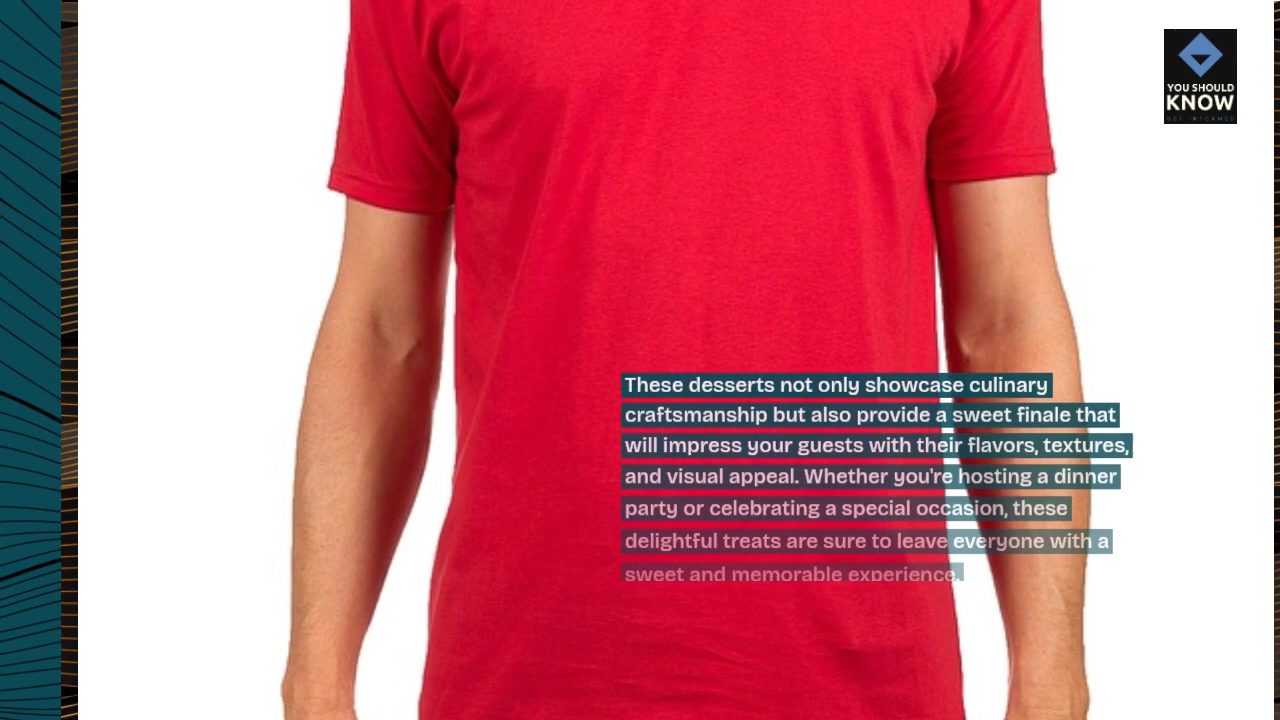 YOU SHOULD
KNOW
GET INFORMED
These desserts not only showcase culinary
craftsmanship but also provide a sweet finale that
will impress your guests with their flavors, textures,
and visual appeal. Whether you're hosting a dinner
party or celebrating a special occasion, these
delightful treats are sure to leave everyone with a
sweet and memorable experience.